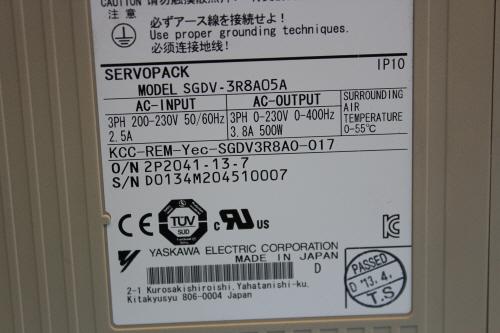 CAUTION
注 意
必ずアース線を接続せよ!
Use proper grounding techniques.
必须连接地线!
SERVOPACK
IP10
MODEL SGDV-3R8A05A
AC-INPUT
AC-OUTPUT
SURROUNDING AIR TEMPERATURE 0-55℃
3PH 200-230V 50/60Hz
2.5A
3PH 0-230V 0-400Hz
3.8A 500W
KCC-REM-Yec-SGDV3R8A0-017
O/N 2P2041-13-7
S/N D0134M204510007
CE
TÜV
SUD
c UL US
KC
YASKAWA ELECTRIC CORPORATION
MADE IN JAPAN
D
2-1 Kurosakishiroishi, Yahatanishi-ku,
Kitakyusyu 806-0004 Japan
PASSED
D '13.4.
T.S